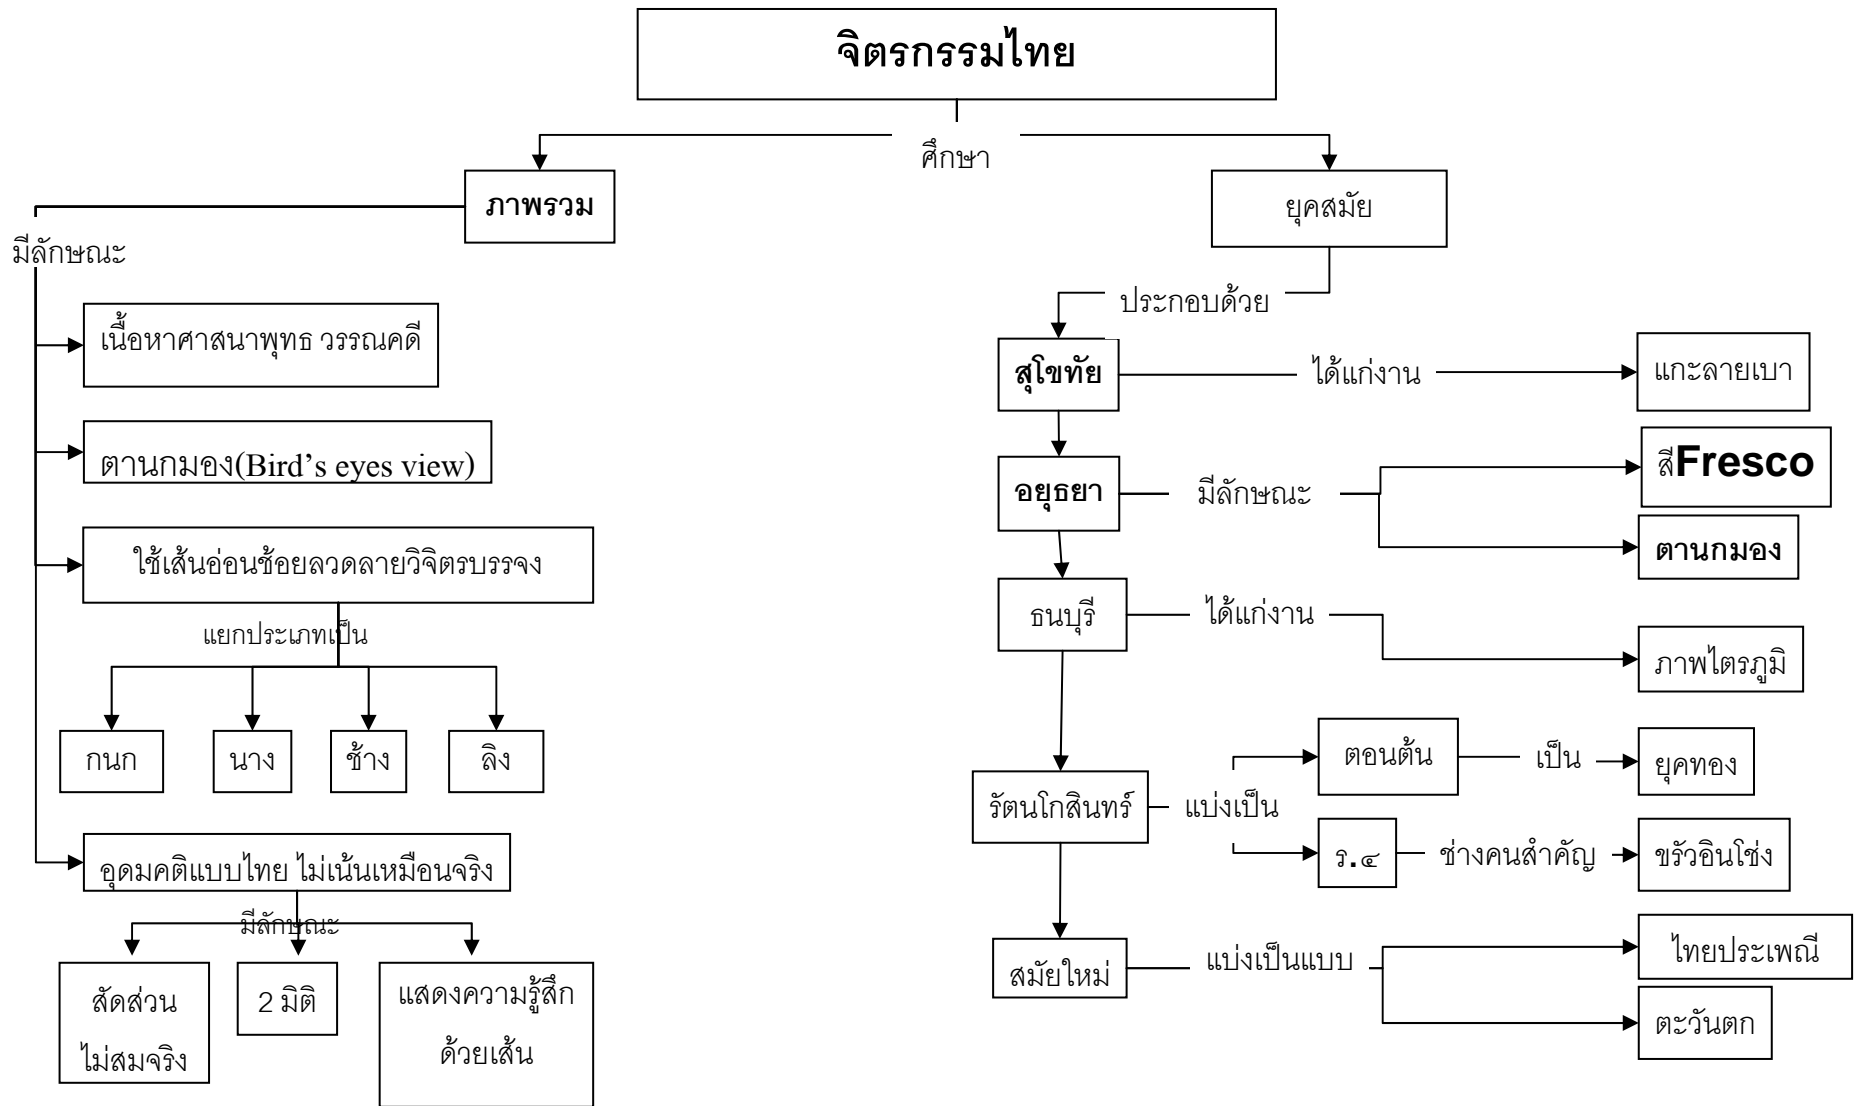 จิตรกรรมไทย
ศึกษา
ภาพรวม
มีลักษณะ
เนื้อหาศาสนาพุทธ วรรณคดี
ตานกมอง(Bird's eyes view)
ใช้เส้นอ่อนช้อยลวดลายวิจิตรบรรจง
แยกประเภทเป็น
กนก
นาง
ช้าง
ลิง
อุดมคติแบบไทย ไม่เน้นเหมือนจริง
มีลักษณะ
สัดส่วน
ไม่สมจริง
2 มิติ
แสดงความรู้สึก
ด้วยเส้น
ยุคสมัย
ประกอบด้วย
สุโขทัย
ได้แก่งาน
แกะลายเบา
อยุธยา
มีลักษณะ
สีFresco
ตานกมอง
ธนบุรี
ได้แก่งาน
ภาพไตรภูมิ
รัตนโกสินทร์
แบ่งเป็น
ตอนต้น
เป็น
ยุคทอง
ร.๔
ช่างคนสำคัญ
ขรัวอินโช่ง
สมัยใหม่
แบ่งเป็นแบบ
ไทยประเพณี
ตะวันตก